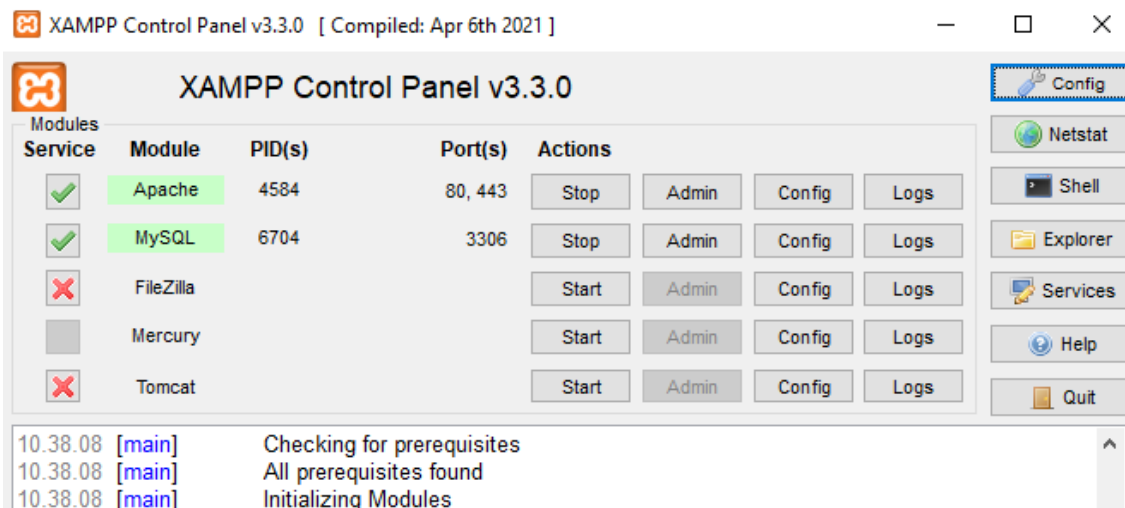 XAMPP Control Panel v3.3.0 [ Compiled: Apr 6th 2021 ]
XAMPP Control Panel v3.3.0
Config
Modules
Service Module PID(s) Port(s) Actions
Netstat
Apache 4584 80, 443 Stop Admin Config Logs
Shell
MySQL 6704 3306 Stop Admin Config Logs
Explorer
FileZilla Start Admin Config Logs
Services
Mercury Start Admin Config Logs
Help
Tomcat Start Admin Config Logs
Quit
10.38.08 [main] Checking for prerequisites
10.38.08 [main] All prerequisites found
10.38.08 [main] Initializing Modules